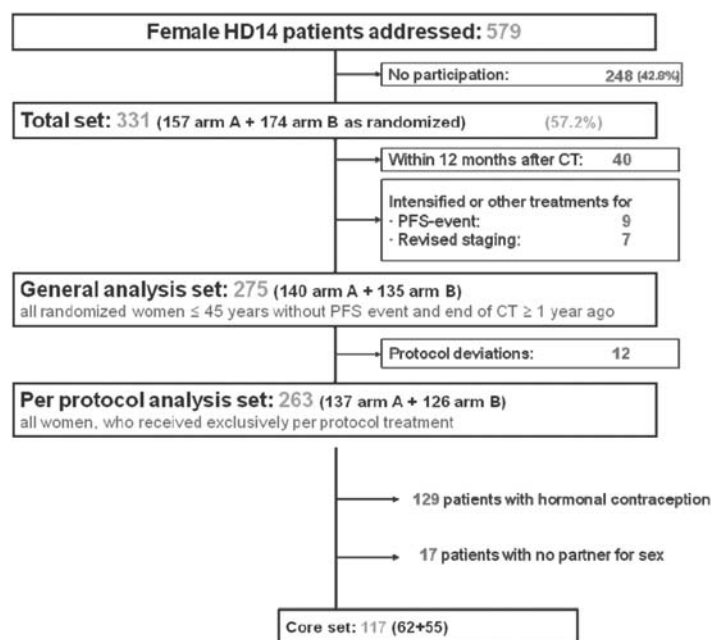 Female HD14 patients addressed: 579
No participation: 248 (42.8%)
Total set: 331 (157 arm A + 174 arm B as randomized) (57.2%)
Within 12 months after CT: 40
Intensified or other treatments for
· PFS-event: 9
· Revised staging: 7
General analysis set: 275 (140 arm A + 135 arm B)
all randomized women ≤ 45 years without PFS event and end of CT ≥ 1 year ago
Protocol deviations: 12
Per protocol analysis set: 263 (137 arm A + 126 arm B)
all women, who received exclusively per protocol treatment
129 patients with hormonal contraception
17 patients with no partner for sex
Core set: 117 (62+55)